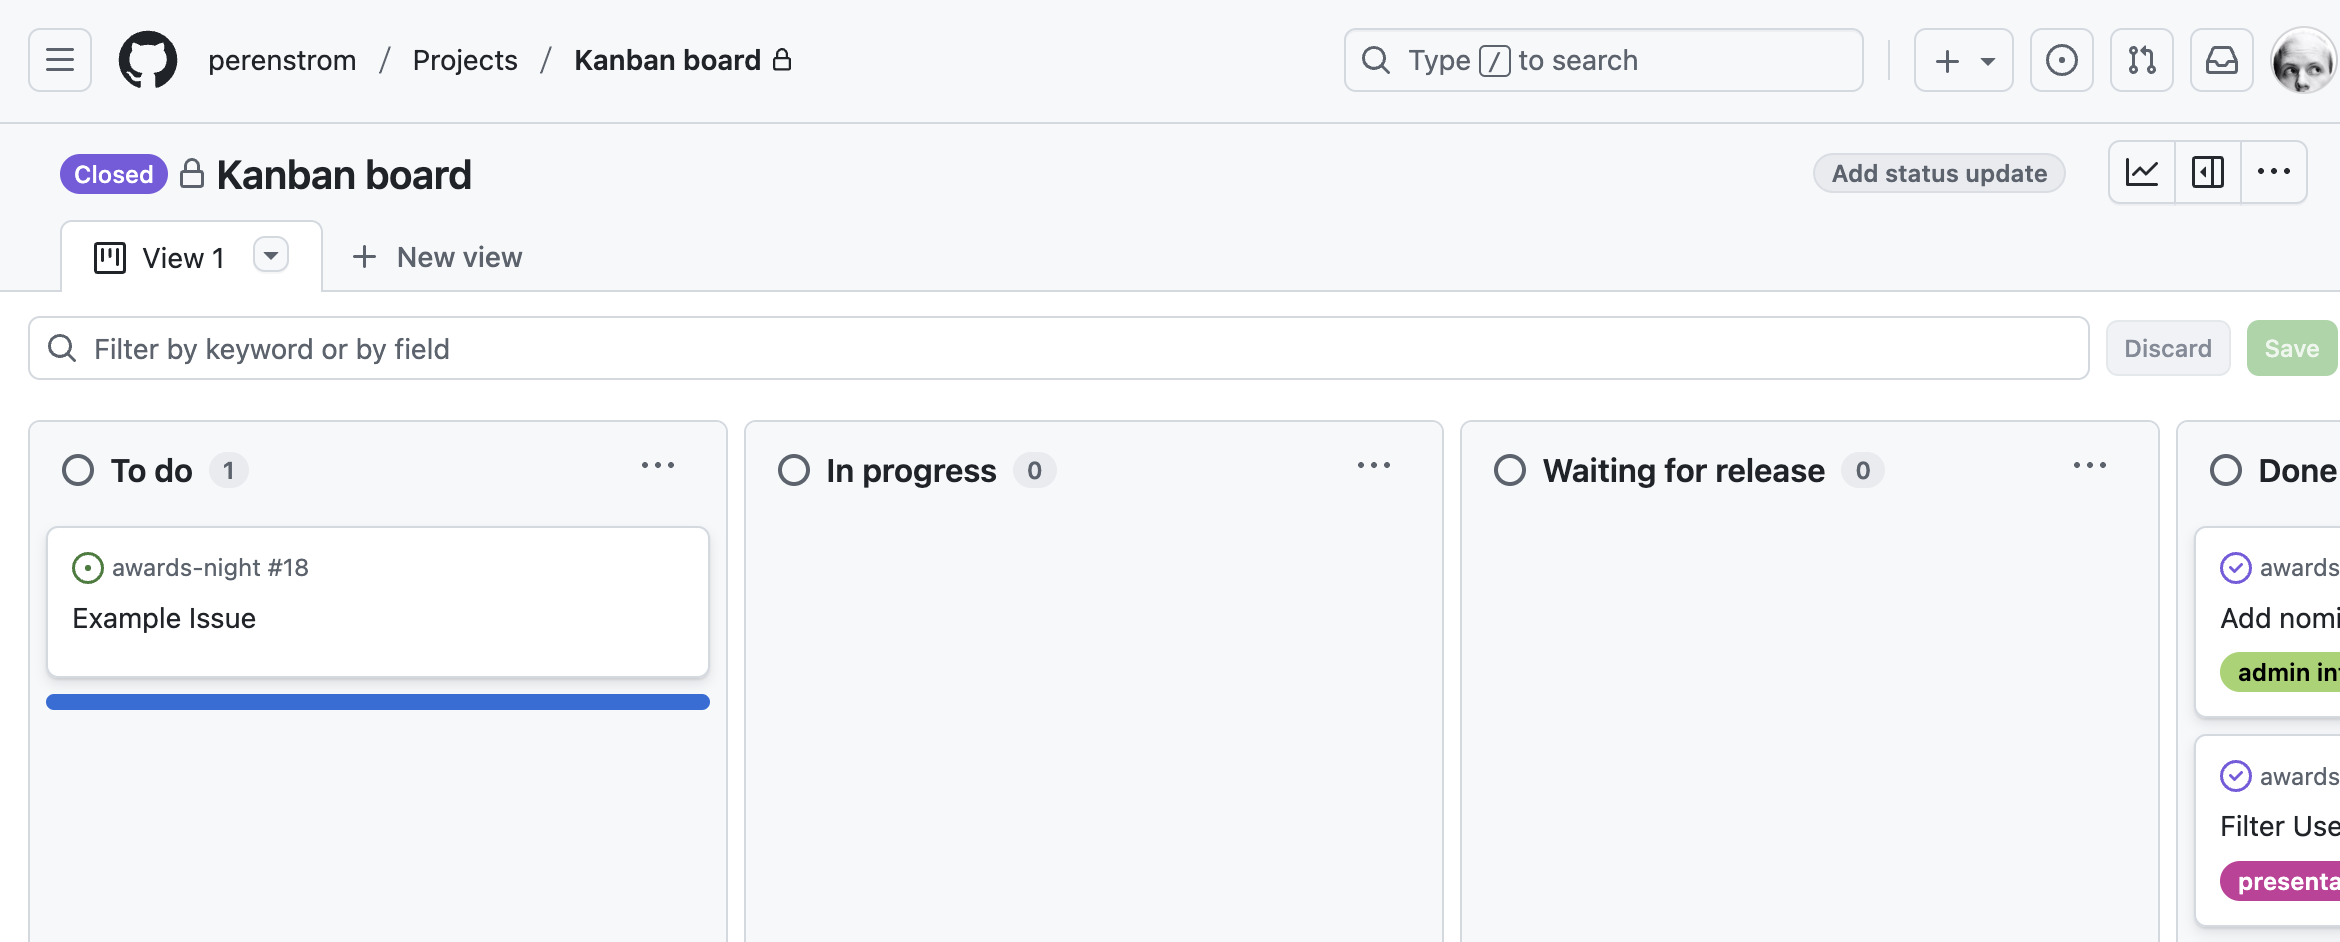 perenstrom / Projects / Kanban board
Type / to search
Closed Kanban board
Add status update
View 1
New view
Filter by keyword or by field
Discard
Save
To do 1
In progress 0
Waiting for release 0
Done
awards-night #18
Example Issue
awards
Add nomi
admin int
awards
Filter Use
presenta